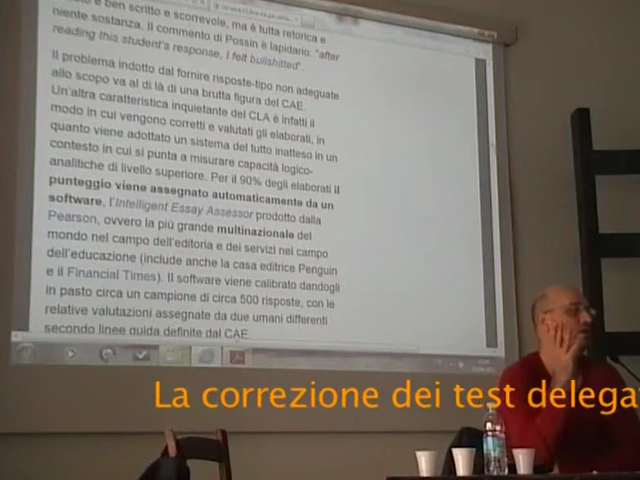 è ben scritto e scorrevole, ma è tutta retorica e
niente sostanza. Il commento di Possin è lapidario: "after
reading this student's response, I felt bullshitted".
Il problema indotto dal fornire risposte-tipo non adeguate
allo scopo va al di là di una brutta figura del CAE.
Un'altra caratteristica inquietante del CLA è infatti il
modo in cui vengono corretti e valutati gli elaborati, in
quanto viene adottato un sistema del tutto inatteso in un
contesto in cui si punta a misurare capacità logico-
analitiche di livello superiore. Per il 90% degli elaborati il
punteggio viene assegnato automaticamente da un
software, l'Intelligent Essay Assessor prodotto dalla
Pearson, ovvero la più grande multinazionale del
mondo nel campo dell'editoria e dei servizi nel campo
dell'educazione (include anche la casa editrice Penguin
e il Financial Times). Il software viene calibrato dandogli
in pasto circa un campione di circa 500 risposte, con le
relative valutazioni assegnate da due umani differenti
secondo linee guida definite dal CAE.
La correzione dei test delega